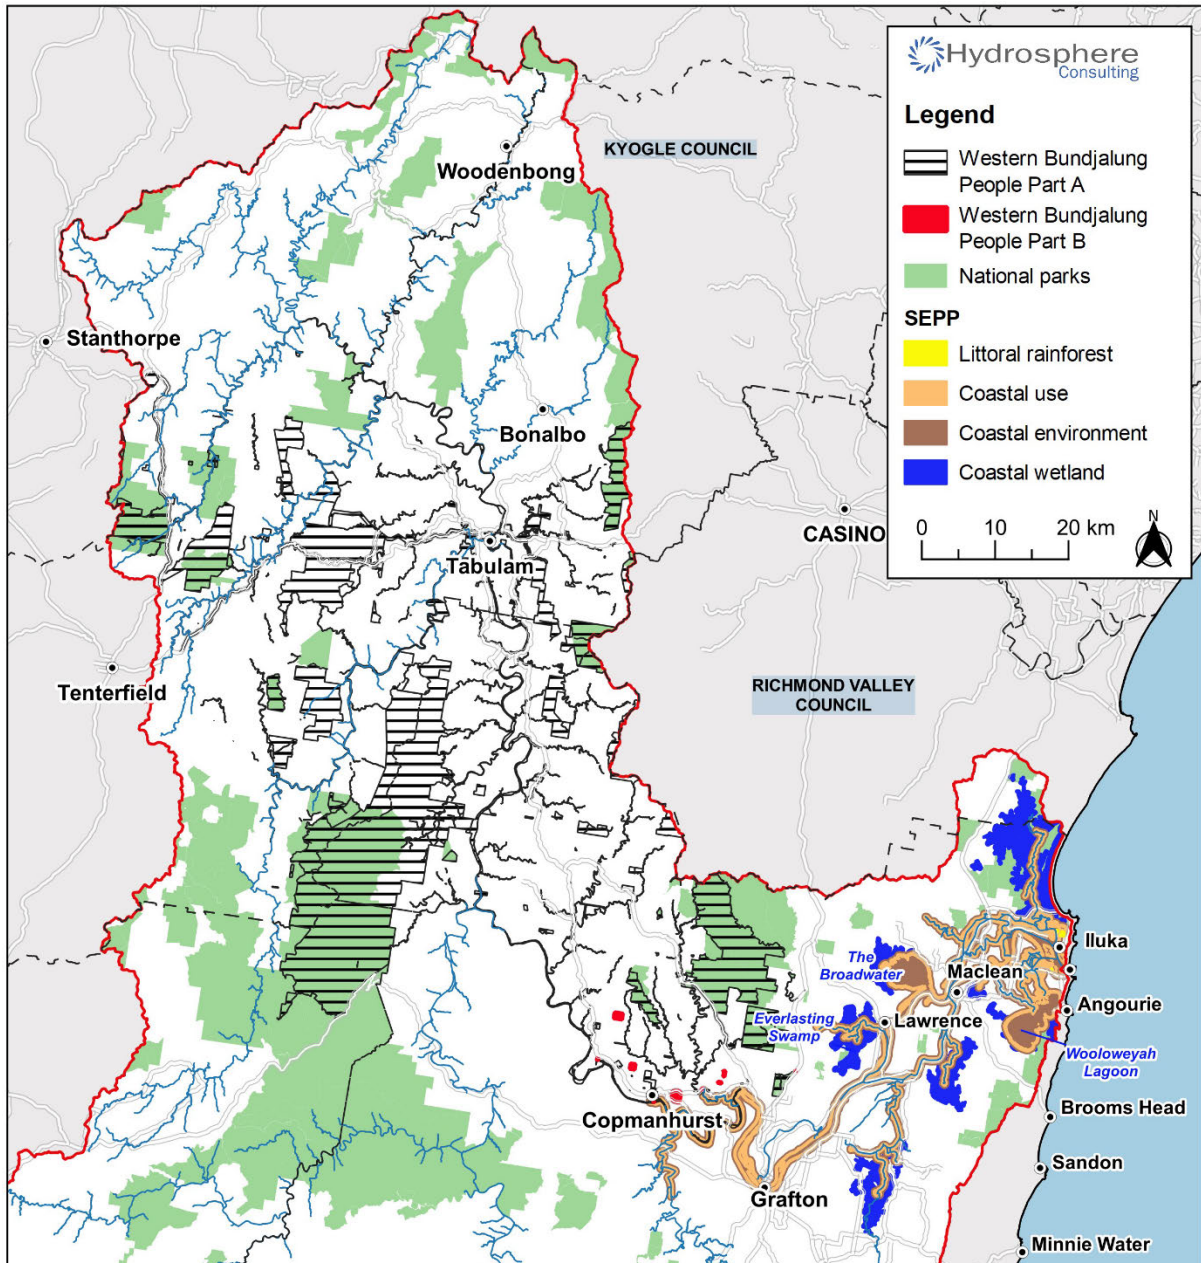 Hydrosphere
Consulting
Legend
Western Bundjalung
People Part A
Western Bundjalung
People Part B
National parks
SEPP
Littoral rainforest
Coastal use
Coastal environment
Coastal wetland
0 10 20 km
N
KYOGLE COUNCIL
Woodenbong
Stanthorpe
Bonalbo
CASINO
Tabulam
Tenterfield
RICHMOND VALLEY
COUNCIL
Iluka
The
Broadwater
Maclean
Angourie
Everlasting
Swamp
Lawrence
Wooloweyah
Lagoon
Brooms Head
Copmanhurst
Sandon
Grafton
Minnie Water